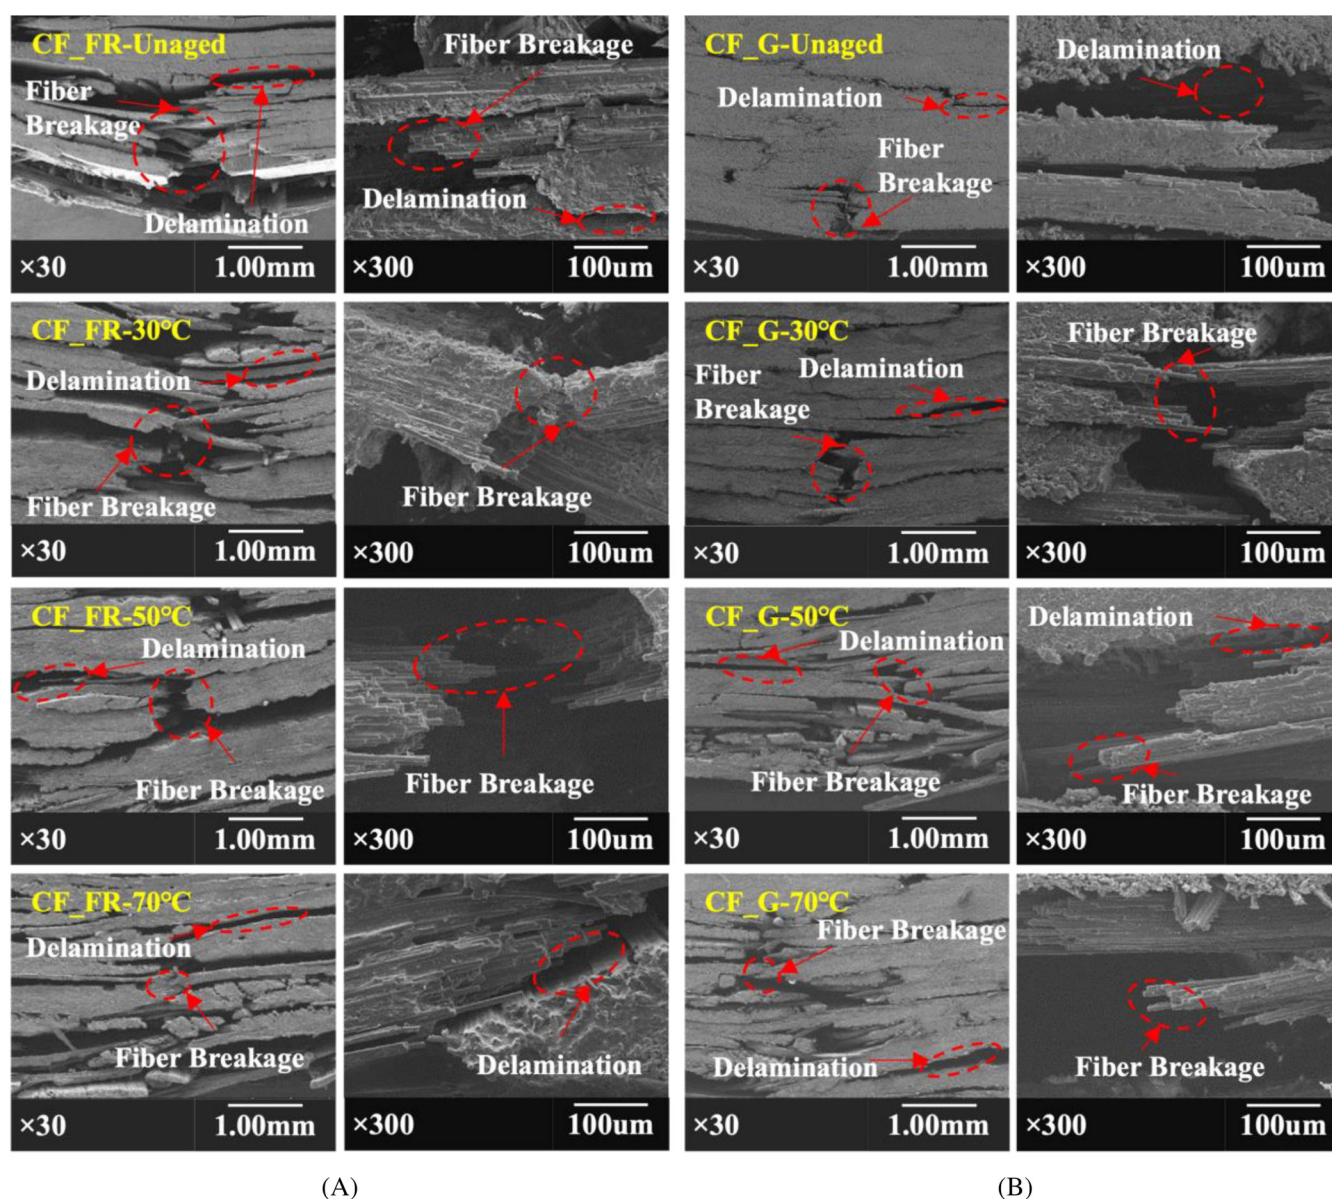 CF_FR-Unaged
Fiber
Breakage
Delamination
×30
1.00mm
Fiber Breakage
Delamination
×300
100um
CF_G-Unaged
Delamination
Fiber
Breakage
×30
1.00mm
Delamination
×300
100um
CF_FR-30℃
Delamination
Fiber Breakage
×30
1.00mm
Fiber Breakage
×300
100um
CF_G-30℃
Delamination
Fiber
Breakage
×30
1.00mm
Fiber Breakage
×300
100um
CF_FR-50℃
Delamination
Fiber Breakage
×30
1.00mm
Fiber Breakage
×300
100um
CF_G-50℃
Delamination
Fiber Breakage
×30
1.00mm
Delamination
Fiber Breakage
×300
100um
CF_FR-70℃
Delamination
Fiber Breakage
×30
1.00mm
Delamination
×300
100um
CF_G-70℃
Fiber Breakage
Delamination
×30
1.00mm
Fiber Breakage
×300
100um
(A)
(B)